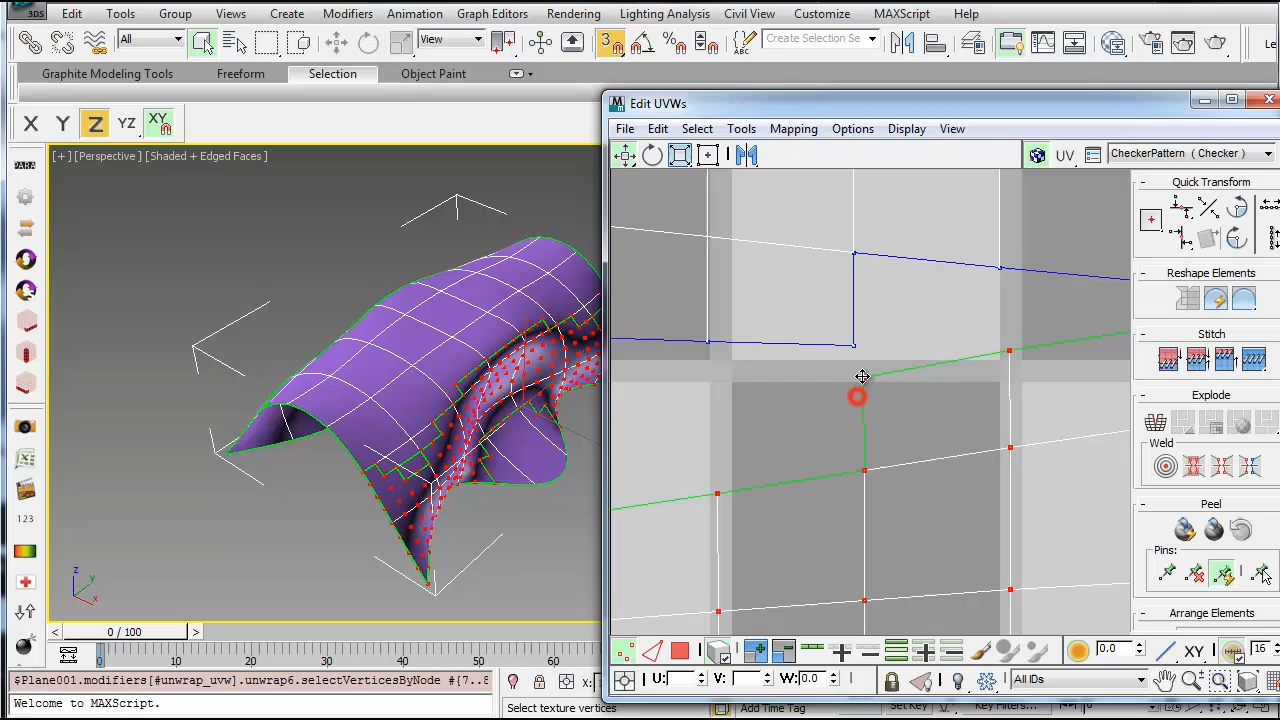 3DS Edit Tools Group Views Create Modifiers Animation Graph Editors Rendering Lighting Analysis Civil View Customize MAXScript Help
All View 3 Create Selection Se
Graphite Modeling Tools Freeform Selection Object Paint
X Y Z YZ XY
Edit UVWs
File Edit Select Tools Mapping Options Display View
[ + ] [ Perspective ] [ Shaded + Edged Faces ]
UV CheckerPattern ( Checker )
PARA
Quick Transform
Reshape Elements
Stitch
Explode
Weld
Peel
Pins:
Arrange Elements
123
z y x
< 0 / 100 >
0 10 20 30 40 50 60
0.0 XY 16
$Plane001.modifiers[#unwrap_uvw].unwrap6.selectVerticesByNode #{7..8
X:
U: V: W: 0.0 All IDs
Welcome to MAXScript.
Select texture vertices
Add Time Tag
Set Key
Key Filters...